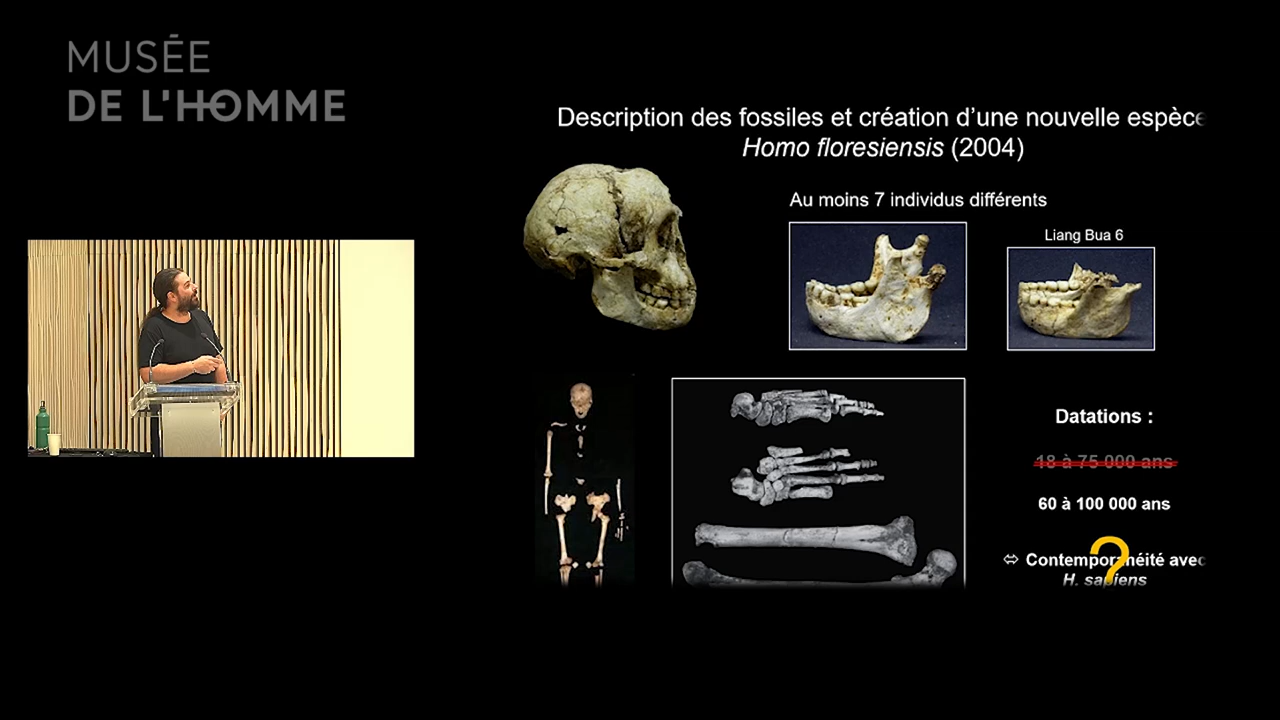 MUSÉE
DE L'HOMME
Description des fossiles et création d’une nouvelle espèce
Homo floresiensis (2004)
Au moins 7 individus différents
Liang Bua 6
Datations :
18 à 75 000 ans
60 à 100 000 ans
⇔ Contemporanéité avec
H. sapiens
?